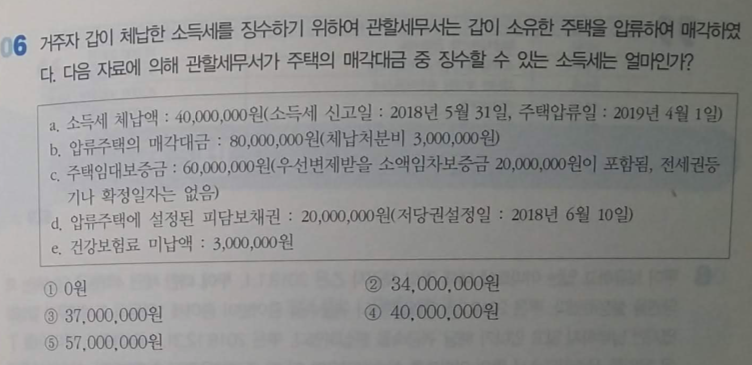 06 거주자 갑이 체납한 소득세를 징수하기 위하여 관할세무서는 갑이 소유한 주택을 압류하여 매각하였
다. 다음 자료에 의해 관할세무서가 주택의 매각대금 중 징수할 수 있는 소득세는 얼마인가?
a. 소득세 체납액 : 40,000,000원(소득세 신고일 : 2018년 5월 31일, 주택압류일 : 2019년 4월 1일)
b. 압류주택의 매각대금 : 80,000,000원(체납처분비 3,000,000원)
c. 주택임대보증금 : 60,000,000원(우선변제받을 소액임차보증금 20,000,000원이 포함됨, 전세권등
기나 확정일자는 없음)
d. 압류주택에 설정된 피담보채권 : 20,000,000원(저당권설정일 : 2018년 6월 10일)
e. 건강보험료 미납액 : 3,000,000원
① 0원 ② 34,000,000원
③ 37,000,000원 ④ 40,000,000원
⑤ 57,000,000원